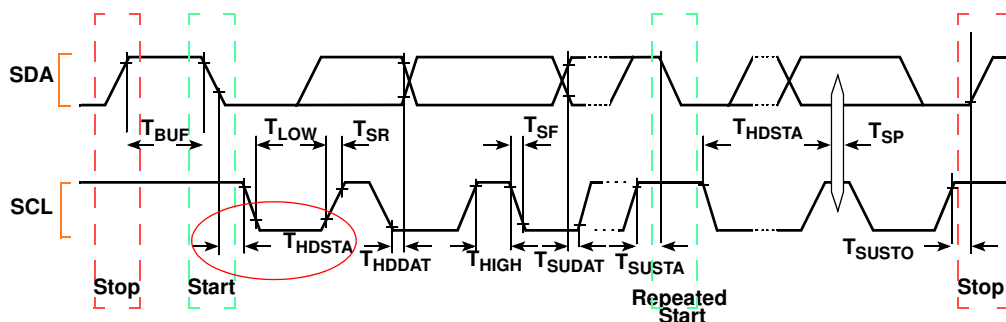 SDA
TBUF
TLOW
TSR
TSF
THDSTA
TSP
SCL
THDSTA
THDDAT
THIGH
TSUDAT
TSUSTA
TSUSTO
Stop
Start
Repeated
Start
Stop